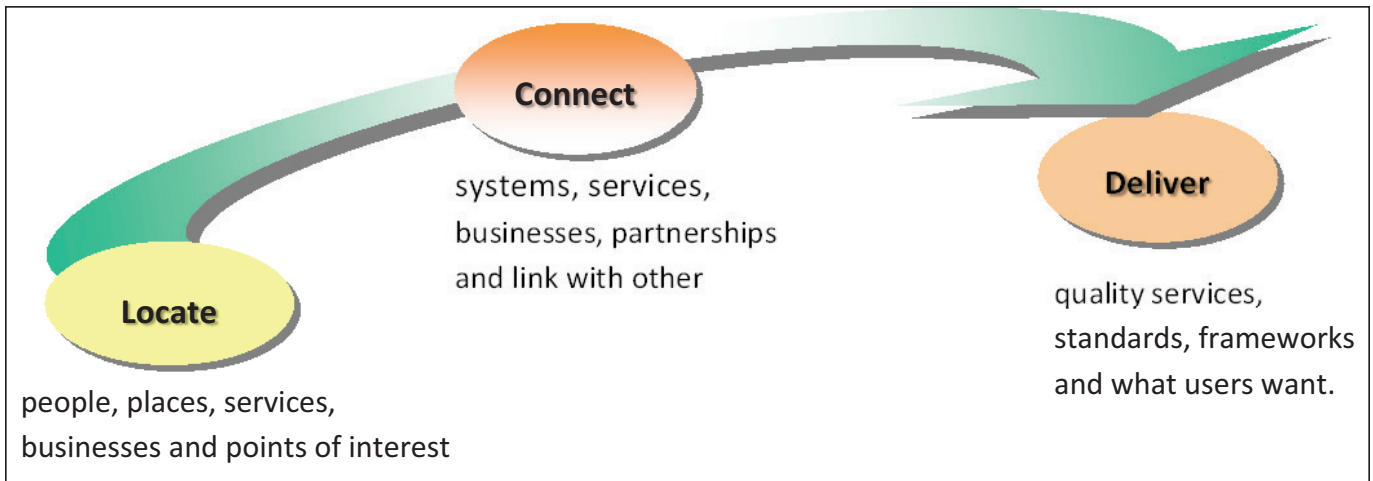 Connect
systems, services,
businesses, partnerships
and link with other
Deliver
quality services,
standards, frameworks
and what users want.
Locate
people, places, services,
businesses and points of interest